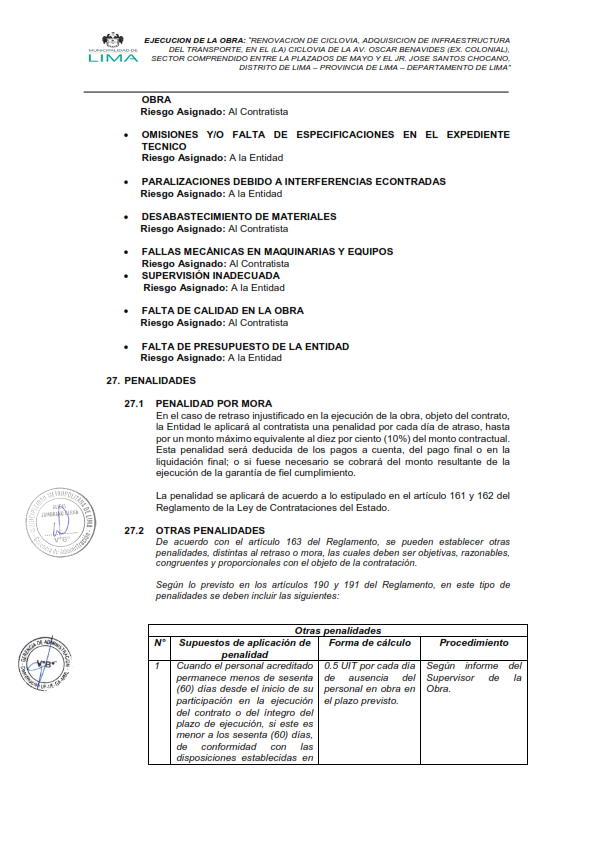 MUNICIPALIDAD DE
LIMA
EJECUCION DE LA OBRA: "RENOVACION DE CICLOVIA, ADQUISICION DE INFRAESTRUCTURA
DEL TRANSPORTE, EN EL (LA) CICLOVIA DE LA AV. OSCAR BENAVIDES (EX. COLONIAL),
SECTOR COMPRENDIDO ENTRE LA PLAZADOS DE MAYO Y EL JR. JOSE SANTOS CHOCANO,
DISTRITO DE LIMA – PROVINCIA DE LIMA – DEPARTAMENTO DE LIMA"
OBRA
Riesgo Asignado: Al Contratista
• OMISIONES Y/O FALTA DE ESPECIFICACIONES EN EL EXPEDIENTE
TECNICO
Riesgo Asignado: A la Entidad
• PARALIZACIONES DEBIDO A INTERFERENCIAS ECONTRADAS
Riesgo Asignado: A la Entidad
• DESABASTECIMIENTO DE MATERIALES
Riesgo Asignado: Al Contratista
• FALLAS MECÁNICAS EN MAQUINARIAS Y EQUIPOS
Riesgo Asignado: Al Contratista
• SUPERVISIÓN INADECUADA
Riesgo Asignado: A la Entidad
• FALTA DE CALIDAD EN LA OBRA
Riesgo Asignado: Al Contratista
• FALTA DE PRESUPUESTO DE LA ENTIDAD
Riesgo Asignado: A la Entidad
27. PENALIDADES
27.1 PENALIDAD POR MORA
En el caso de retraso injustificado en la ejecución de la obra, objeto del contrato,
la Entidad le aplicará al contratista una penalidad por cada día de atraso, hasta
por un monto máximo equivalente al diez por ciento (10%) del monto contractual.
Esta penalidad será deducida de los pagos a cuenta, del pago final o en la
liquidación final; o si fuese necesario se cobrará del monto resultante de la
ejecución de la garantía de fiel cumplimiento.
La penalidad se aplicará de acuerdo a lo estipulado en el artículo 161 y 162 del
Reglamento de la Ley de Contrataciones del Estado.
27.2 OTRAS PENALIDADES
De acuerdo con el artículo 163 del Reglamento, se pueden establecer otras
penalidades, distintas al retraso o mora, las cuales deben ser objetivas, razonables,
congruentes y proporcionales con el objeto de la contratación.
Según lo previsto en los artículos 190 y 191 del Reglamento, en este tipo de
penalidades se deben incluir las siguientes:
Otras penalidades
N° Supuestos de aplicación de penalidad Forma de cálculo Procedimiento
1 Cuando el personal acreditado 0.5 UIT por cada día Según informe del
permanece menos de sesenta de ausencia del Supervisor de la
(60) días desde el inicio de su personal en obra en Obra.
participación en la ejecución el plazo previsto.
del contrato o del íntegro del
plazo de ejecución, si este es
menor a los sesenta (60) días,
de conformidad con las
disposiciones establecidas en
V°B°
V°B°